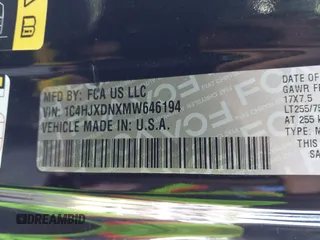 MFD BY: FCA US LLC
VIN: 1C4HJXDNXMW646194
VEHICLE MADE IN: U.S.A.
DATE OF
GAWR F
17X7.5
LT255/7
AT 255 k
TYPE: M
THIS
THIS
DREAMBID